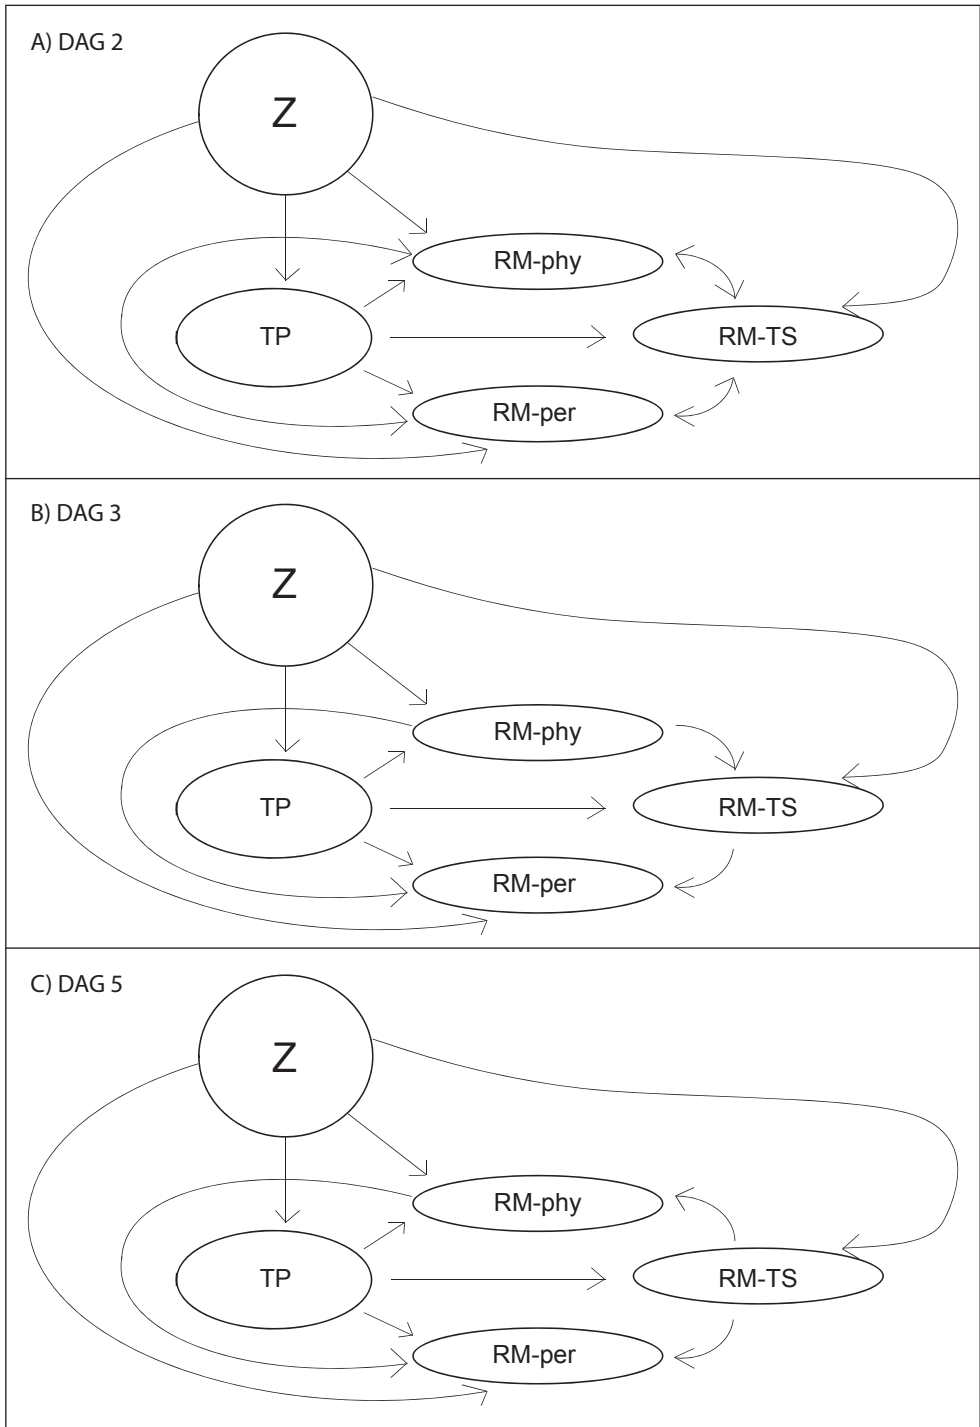 A) DAG 2
Z
RM-phy
TP
RM-TS
RM-per
B) DAG 3
Z
RM-phy
TP
RM-TS
RM-per
C) DAG 5
Z
RM-phy
TP
RM-TS
RM-per